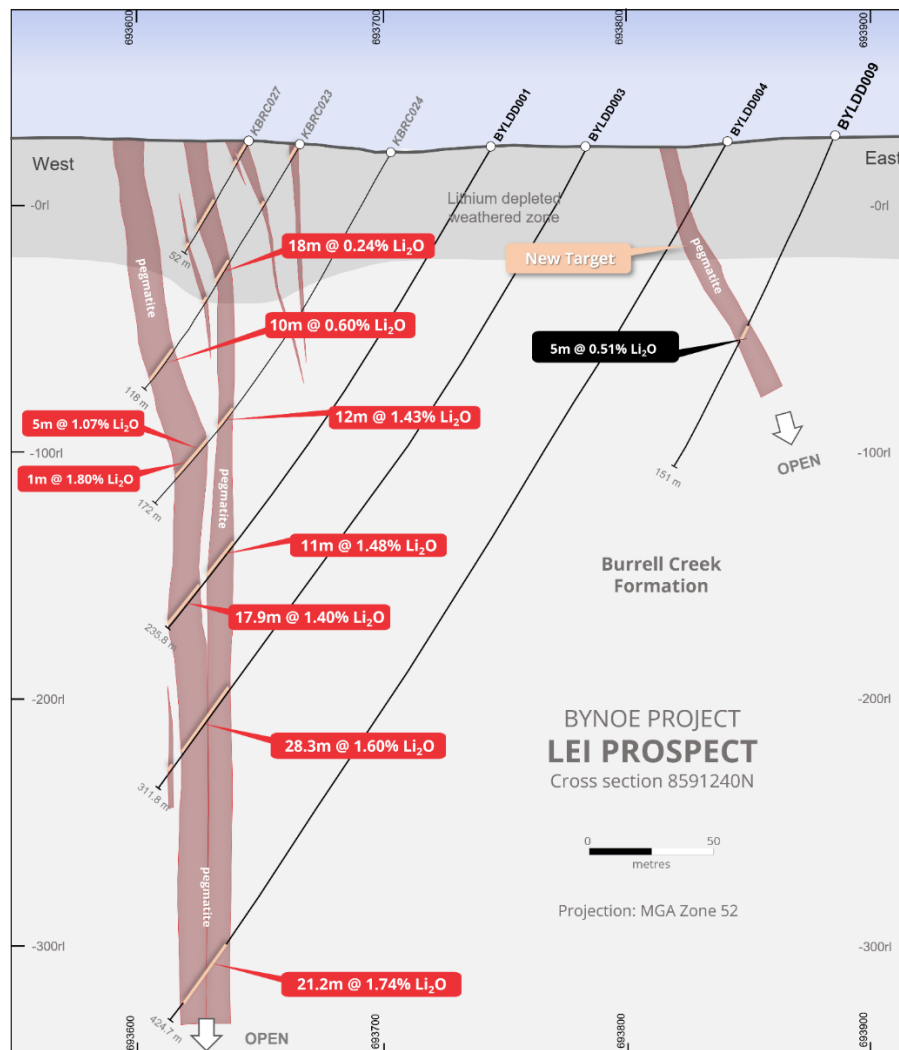 693600
693700
693800
693900
KBRC027
KBRC023
KBRC024
BYLDD001
BYLDD003
BYLDD004
BYLDD009
West
East
-0rl
Lithium depleted
weathered zone
-0rl
52 m
18m @ 0.24% Li₂O
New Target
pegmatite
pegmatite
10m @ 0.60% Li₂O
5m @ 0.51% Li₂O
118 m
5m @ 1.07% Li₂O
12m @ 1.43% Li₂O
OPEN
-100rl
-100rl
1m @ 1.80% Li₂O
pegmatite
172 m
151 m
11m @ 1.48% Li₂O
Burrell Creek
Formation
17.9m @ 1.40% Li₂O
235.8 m
-200rl
-200rl
28.3m @ 1.60% Li₂O
BYNOE PROJECT
LEI PROSPECT
Cross section 8591240N
311.8 m
0
50
metres
pegmatite
Projection: MGA Zone 52
-300rl
-300rl
21.2m @ 1.74% Li₂O
424.7 m
OPEN
693600
693700
693800
693900